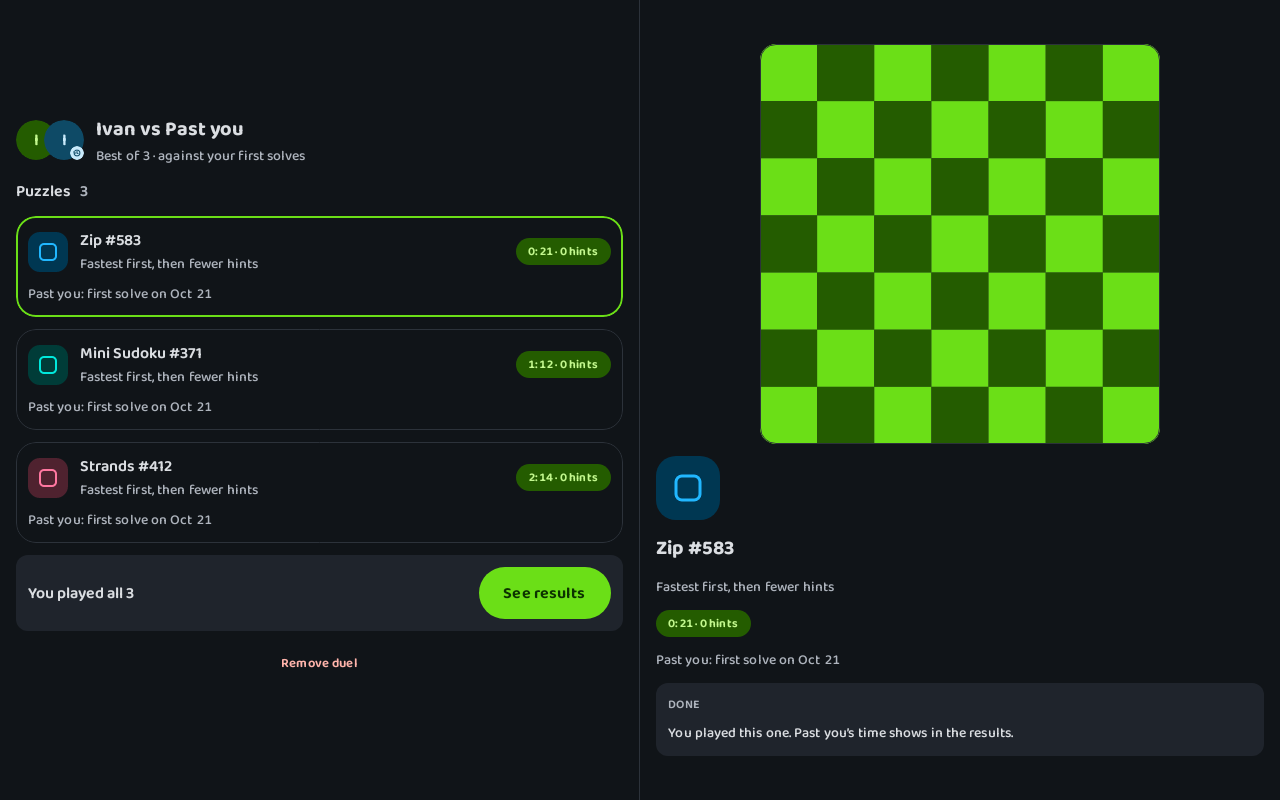 I I
Ivan vs Past you
Best of 3 · against your first solves
Puzzles 3
Zip #583
Fastest first, then fewer hints
0:21 · 0 hints
Past you: first solve on Oct 21
Mini Sudoku #371
Fastest first, then fewer hints
1:12 · 0 hints
Past you: first solve on Oct 21
Strands #412
Fastest first, then fewer hints
2:14 · 0 hints
Past you: first solve on Oct 21
You played all 3
See results
Remove duel
Zip #583
Fastest first, then fewer hints
0:21 · 0 hints
Past you: first solve on Oct 21
DONE
You played this one. Past you's time shows in the results.